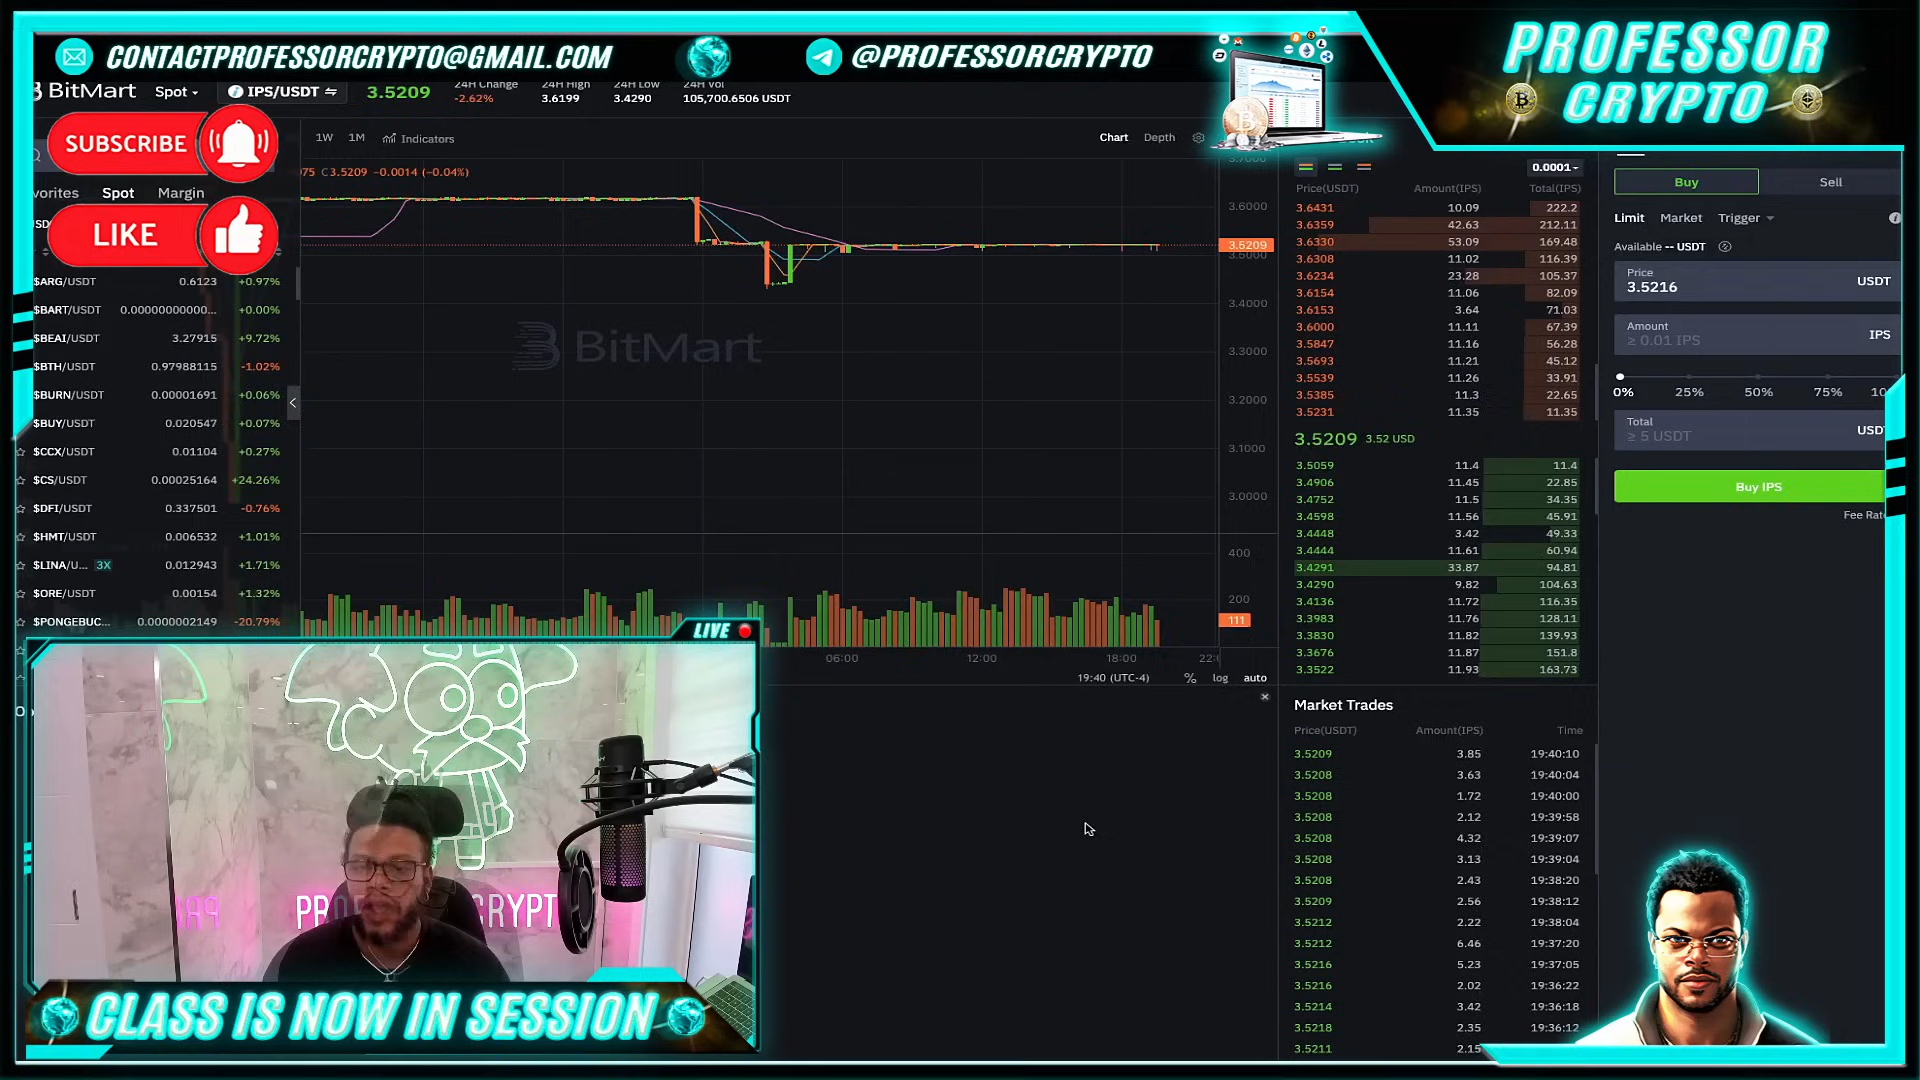 CONTACTPROFESSORCRYPTO@GMAIL.COM
@PROFESSORCRYPTO
PROFESSOR
CRYPTO
BitMart
Spot
IPS/USDT
3.5209
24H Change
-2.62%
24H High
3.6199
24H Low
3.4290
24H Vol
105,700.6506 USDT
SUBSCRIBE
LIKE
1W 1M Indicators
Chart Depth
C3.5209 -0.0014 (-0.04%)
Spot Margin
$ARG/USDT 0.6123 +0.97%
$BART/USDT 0.00000000000... +0.00%
$BEAI/USDT 3.27915 +9.72%
$BTH/USDT 0.97988115 -1.02%
$BURN/USDT 0.00001691 +0.06%
$BUY/USDT 0.020547 +0.07%
$CCX/USDT 0.01104 +0.27%
$CS/USDT 0.00025164 +24.26%
$DFI/USDT 0.337501 -0.76%
$HMT/USDT 0.006532 +1.01%
$LINA/U... 3X 0.012943 +1.71%
$ORE/USDT 0.00154 +1.32%
$PONGEBUC... 0.0000002149 -20.79%
BitMart
3.6000
3.5209
3.5000
3.4000
3.3000
3.2000
3.1000
3.0000
400
200
111
06:00 12:00 18:00
19:40 (UTC-4) % log auto
0.0001
Price(USDT) Amount(IPS) Total(IPS)
3.6431 10.09 222.2
3.6359 42.63 212.11
3.6330 53.09 169.48
3.6308 11.02 116.39
3.6234 23.28 105.37
3.6154 11.06 82.09
3.6153 3.64 71.03
3.6000 11.11 67.39
3.5847 11.16 56.28
3.5693 11.21 45.12
3.5539 11.26 33.91
3.5385 11.3 22.65
3.5231 11.35 11.35
3.5209 3.52 USD
3.5059 11.4 11.4
3.4906 11.45 22.85
3.4752 11.5 34.35
3.4598 11.56 45.91
3.4448 3.42 49.33
3.4444 11.61 60.94
3.4291 33.87 94.81
3.4290 9.82 104.63
3.4136 11.72 116.35
3.3983 11.76 128.11
3.3830 11.82 139.93
3.3676 11.87 151.8
3.3522 11.93 163.73
Market Trades
Price(USDT) Amount(IPS) Time
3.5209 3.85 19:40:10
3.5208 3.63 19:40:04
3.5208 1.72 19:40:00
3.5208 2.12 19:39:58
3.5208 4.32 19:39:07
3.5208 3.13 19:39:04
3.5208 2.43 19:38:20
3.5209 2.56 19:38:12
3.5212 2.22 19:38:04
3.5212 6.46 19:37:20
3.5216 5.23 19:37:05
3.5216 2.02 19:36:22
3.5214 3.42 19:36:18
3.5218 2.35 19:36:12
3.5211
Buy Sell
Limit Market Trigger
Available -- USDT
Price
3.5216 USDT
Amount
≥ 0.01 IPS IPS
0% 25% 50% 75%
Total
≥ 5 USDT
Buy IPS
LIVE
CLASS IS NOW IN SESSION